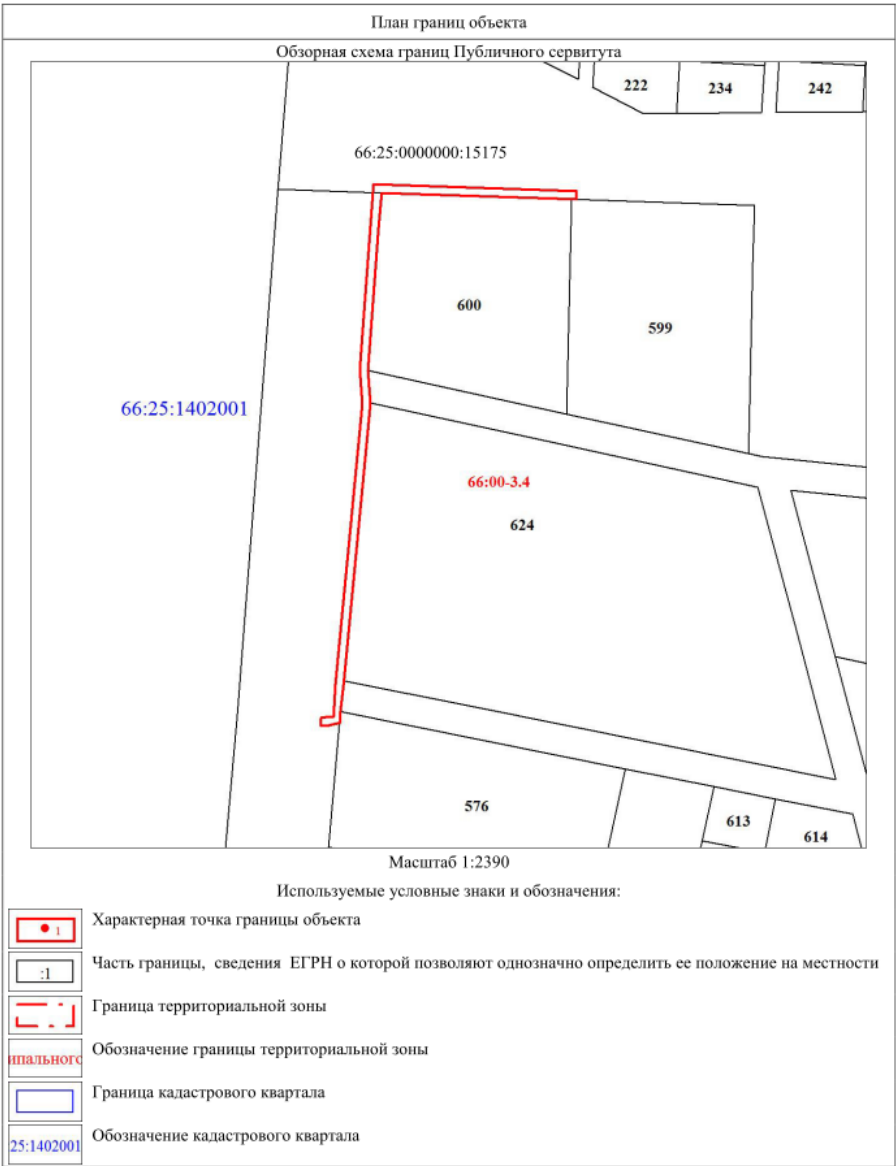 План границ объекта
Обзорная схема границ Публичного сервитута
222
234
242
66:25:0000000:15175
600
599
66:25:1402001
66:00-3.4
624
576
613
614
Масштаб 1:2390
Используемые условные знаки и обозначения:
1
Характерная точка границы объекта
:1
Часть границы, сведения ЕГРН о которой позволяют однозначно определить ее положение на местности
Граница территориальной зоны
ипального
Обозначение границы территориальной зоны
Граница кадастрового квартала
25:1402001
Обозначение кадастрового квартала